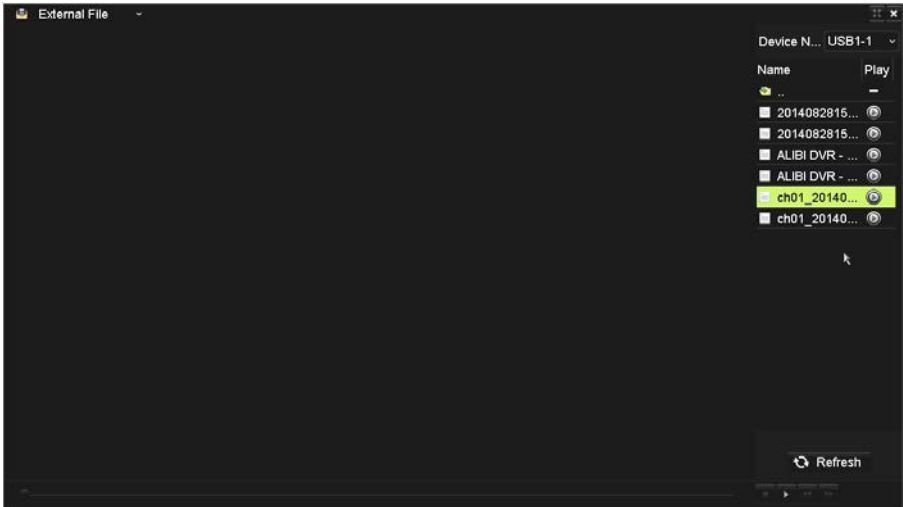 External File
Device N... USB1-1
Name Play
..
2014082815...
2014082815...
ALIBI DVR - ...
ALIBI DVR - ...
ch01_20140...
ch01_20140...
Refresh